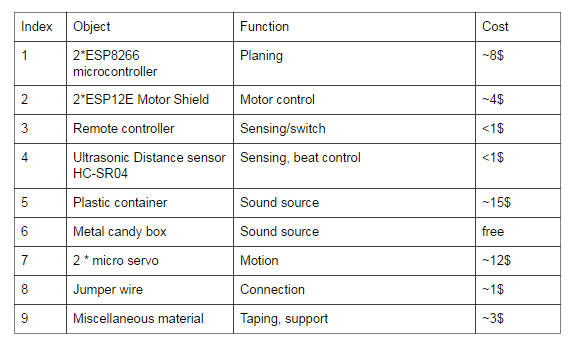 Index Object Function Cost
1 2*ESP8266 Planing ~8$
microcontroller
2 2*ESP12E Motor Shield Motor control ~4$
3 Remote controller Sensing/switch <1$
4 Ultrasonic Distance sensor Sensing, beat control <1$
HC-SR04
5 Plastic container Sound source ~15$
6 Metal candy box Sound source free
7 2 * micro servo Motion ~12$
8 Jumper wire Connection ~1$
9 Miscellaneous material Taping, support ~3$